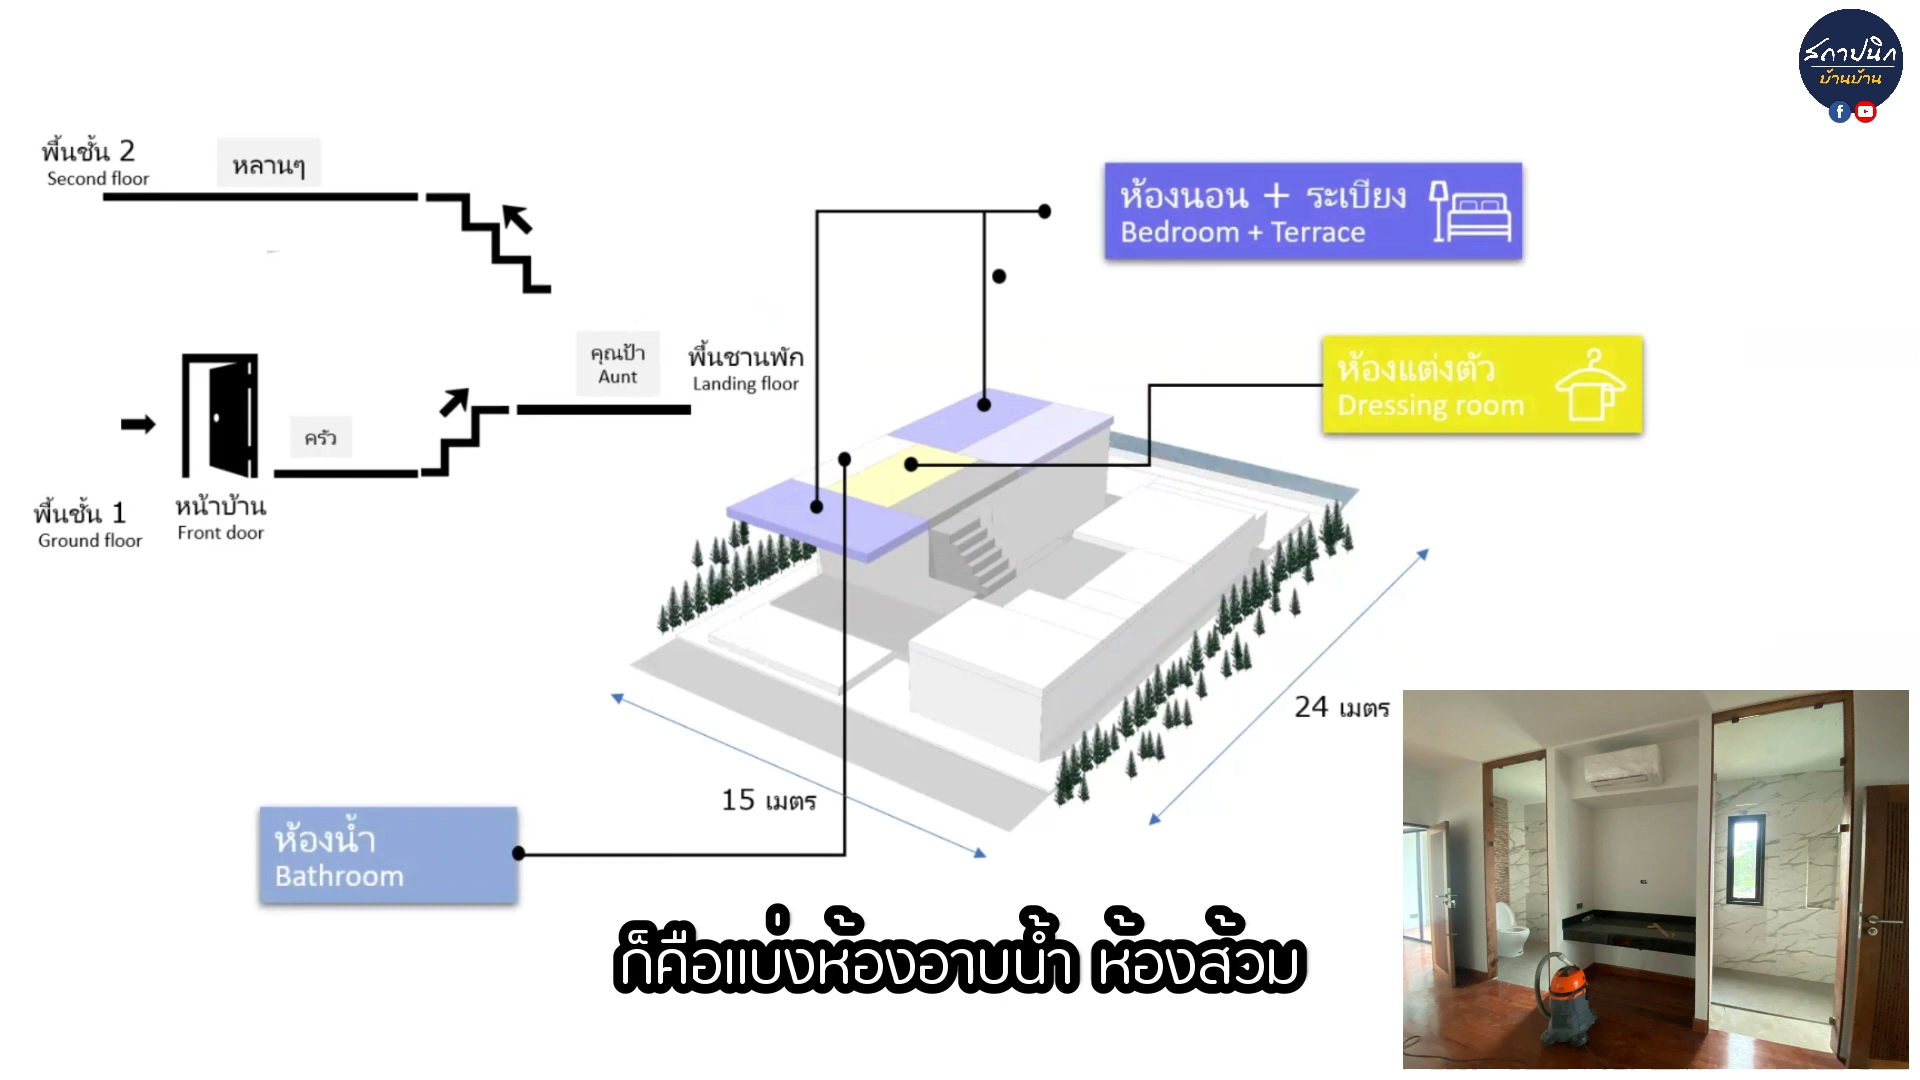 สถาปนิก
บ้านบ้าน
พื้นชั้น 2
Second floor
หลานๆ
ห้องนอน + ระเบียง
Bedroom + Terrace
คุณป้า
Aunt
พื้นชานพัก
Landing floor
ห้องแต่งตัว
Dressing room
ครัว
พื้นชั้น 1
Ground floor
หน้าบ้าน
Front door
24 เมตร
15 เมตร
ห้องน้ำ
Bathroom
ก็คือแบ่งห้องอาบน้ำ ห้องส้วม